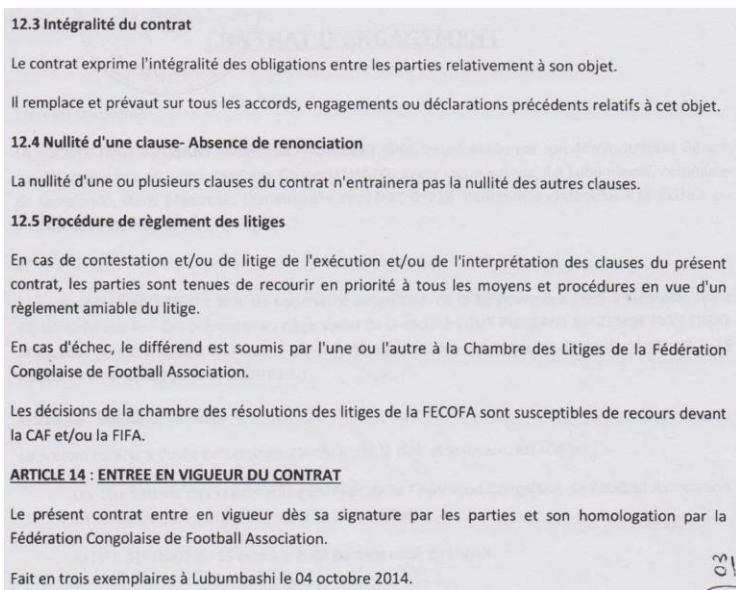 12.3 Intégralité du contrat
Le contrat exprime l'intégralité des obligations entre les parties relativement à son objet.
Il remplace et prévaut sur tous les accords, engagements ou déclarations précédents relatifs à cet objet.
12.4 Nullité d'une clause- Absence de renonciation
La nullité d'une ou plusieurs clauses du contrat n'entrainera pas la nullité des autres clauses.
12.5 Procédure de règlement des litiges
En cas de contestation et/ou de litige de l'exécution et/ou de l'interprétation des clauses du présent
contrat, les parties sont tenues de recourir en priorité à tous les moyens et procédures en vue d'un
règlement amiable du litige.
En cas d'échec, le différend est soumis par l'une ou l'autre à la Chambre des Litiges de la Fédération
Congolaise de Football Association.
Les décisions de la chambre des résolutions des litiges de la FECOFA sont susceptibles de recours devant
la CAF et/ou la FIFA.
ARTICLE 14 : ENTREE EN VIGUEUR DU CONTRAT
Le présent contrat entre en vigueur dès sa signature par les parties et son homologation par la
Fédération Congolaise de Football Association.
Fait en trois exemplaires à Lubumbashi le 04 octobre 2014.
03